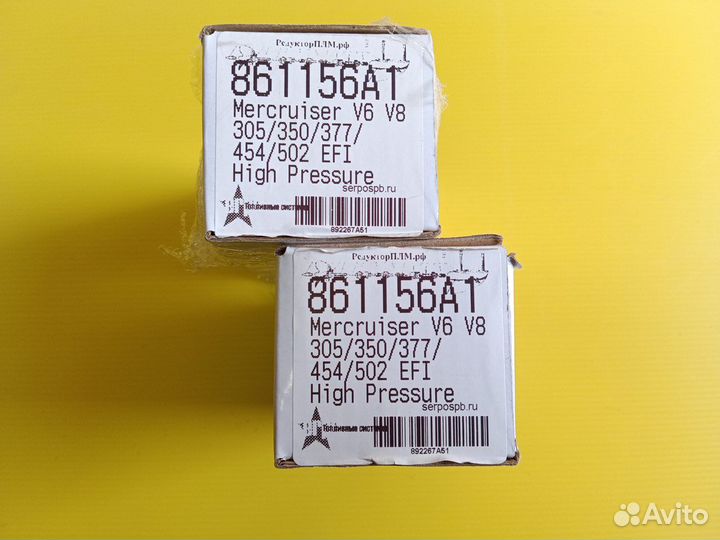 РедукторПЛМ.рф
861156A1
Mercruiser V6 V8
305/350/377/
454/502 EFI
High Pressure
serpospb.ru
Топливные системы
892267A51
РедукторПЛМ.рф
861156A1
Mercruiser V6 V8
305/350/377/
454/502 EFI
High Pressure
serpospb.ru
Топливные системы
892267A51
Avito